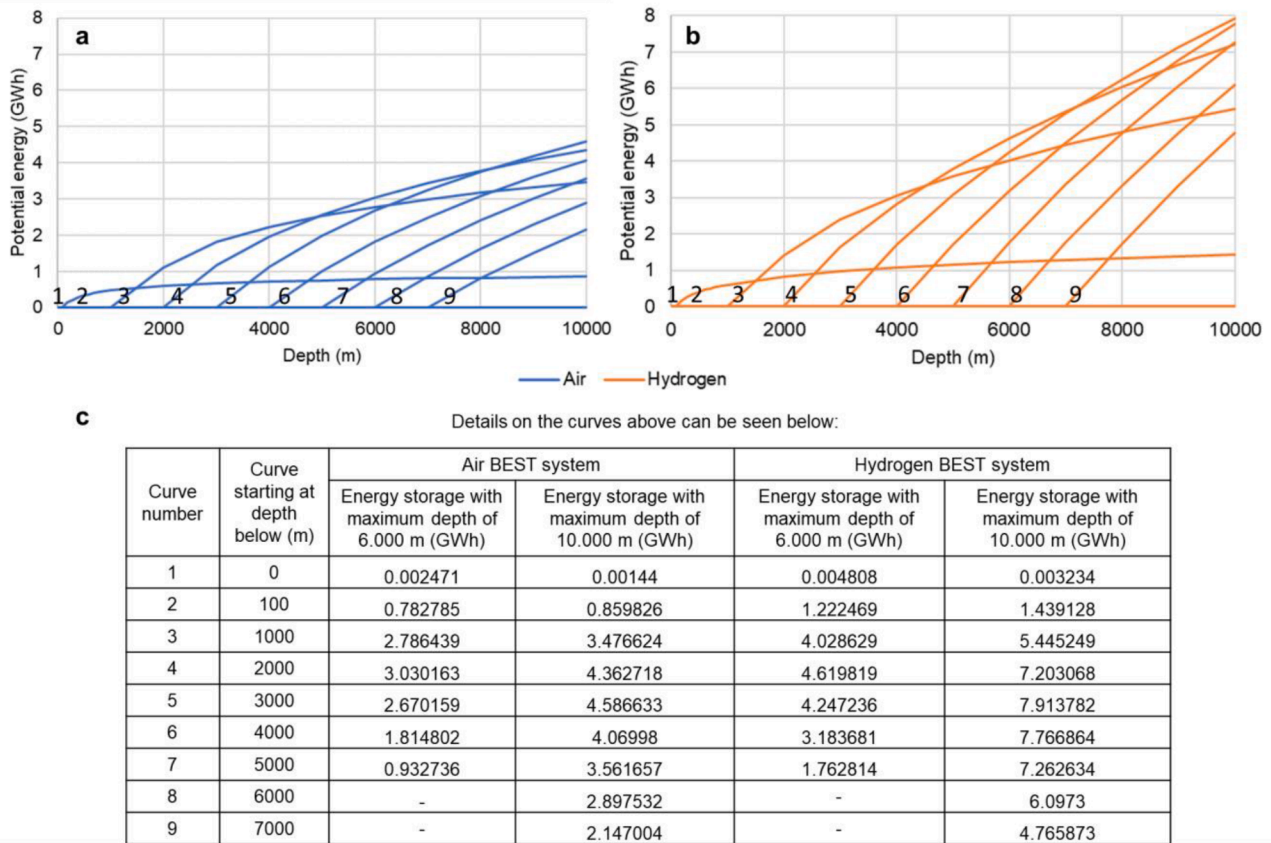 a
Potential energy (GWh)
8
7
6
5
4
3
2
1
0
1 2 3 4 5 6 7 8 9
0 2000 4000 6000 8000 10000
Depth (m)
b
Potential energy (GWh)
8
7
6
5
4
3
2
1
0
1 2 3 4 5 6 7 8 9
0 2000 4000 6000 8000 10000
Depth (m)
Air Hydrogen
c
Details on the curves above can be seen below:
Curve number
Curve starting at depth below (m)
Air BEST system
Hydrogen BEST system
Energy storage with maximum depth of 6.000 m (GWh)
Energy storage with maximum depth of 10.000 m (GWh)
Energy storage with maximum depth of 6.000 m (GWh)
Energy storage with maximum depth of 10.000 m (GWh)
1 0 0.002471 0.00144 0.004808 0.003234
2 100 0.782785 0.859826 1.222469 1.439128
3 1000 2.786439 3.476624 4.028629 5.445249
4 2000 3.030163 4.362718 4.619819 7.203068
5 3000 2.670159 4.586633 4.247236 7.913782
6 4000 1.814802 4.06998 3.183681 7.766864
7 5000 0.932736 3.561657 1.762814 7.262634
8 6000 - 2.897532 - 6.0973
9 7000 - 2.147004 - 4.765873